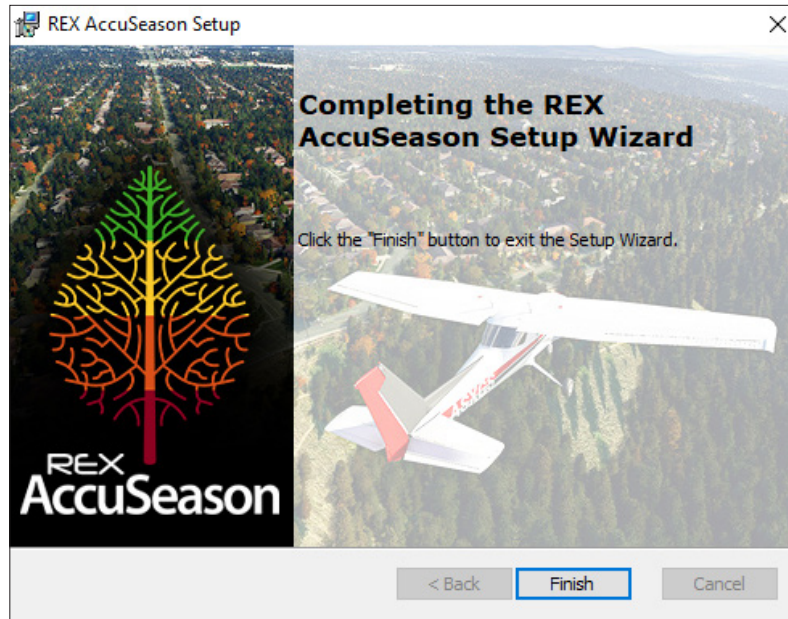 REX AccuSeason Setup
Completing the REX
AccuSeason Setup Wizard
Click the "Finish" button to exit the Setup Wizard.
REX
AccuSeason
< Back
Finish
Cancel